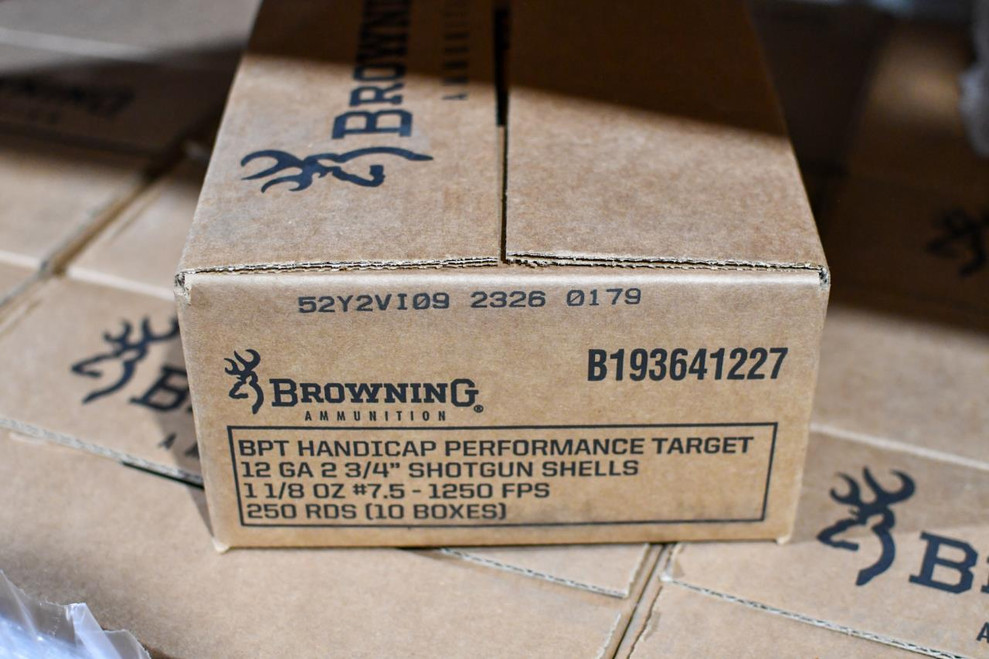 BROWNING
AMMUNITION
52Y2VI09 2326 0179
B193641227
BROWNING®
AMMUNITION
BPT HANDICAP PERFORMANCE TARGET
12 GA 2 3/4" SHOTGUN SHELLS
1 1/8 OZ #7.5 - 1250 FPS
250 RDS (10 BOXES)